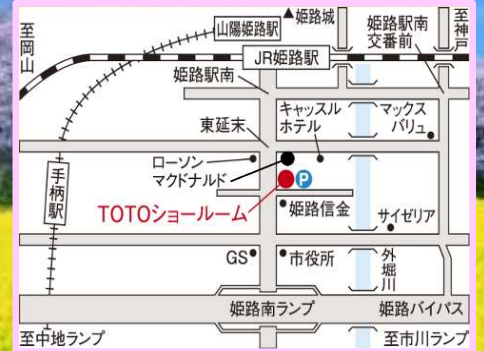 至岡山
山陽姫路駅
▲姫路城
姫路駅南
交番前
至神戸
JR姫路駅
姫路駅南
東延末
キャッスル
ホテル
マックス
バリュ
ローソン
マクドナルド
手柄駅
P
TOTOショールーム
姫路信金
サイゼリア
GS
市役所
外堀川
姫路南ランプ
姫路バイパス
至中地ランプ
至市川ランプ